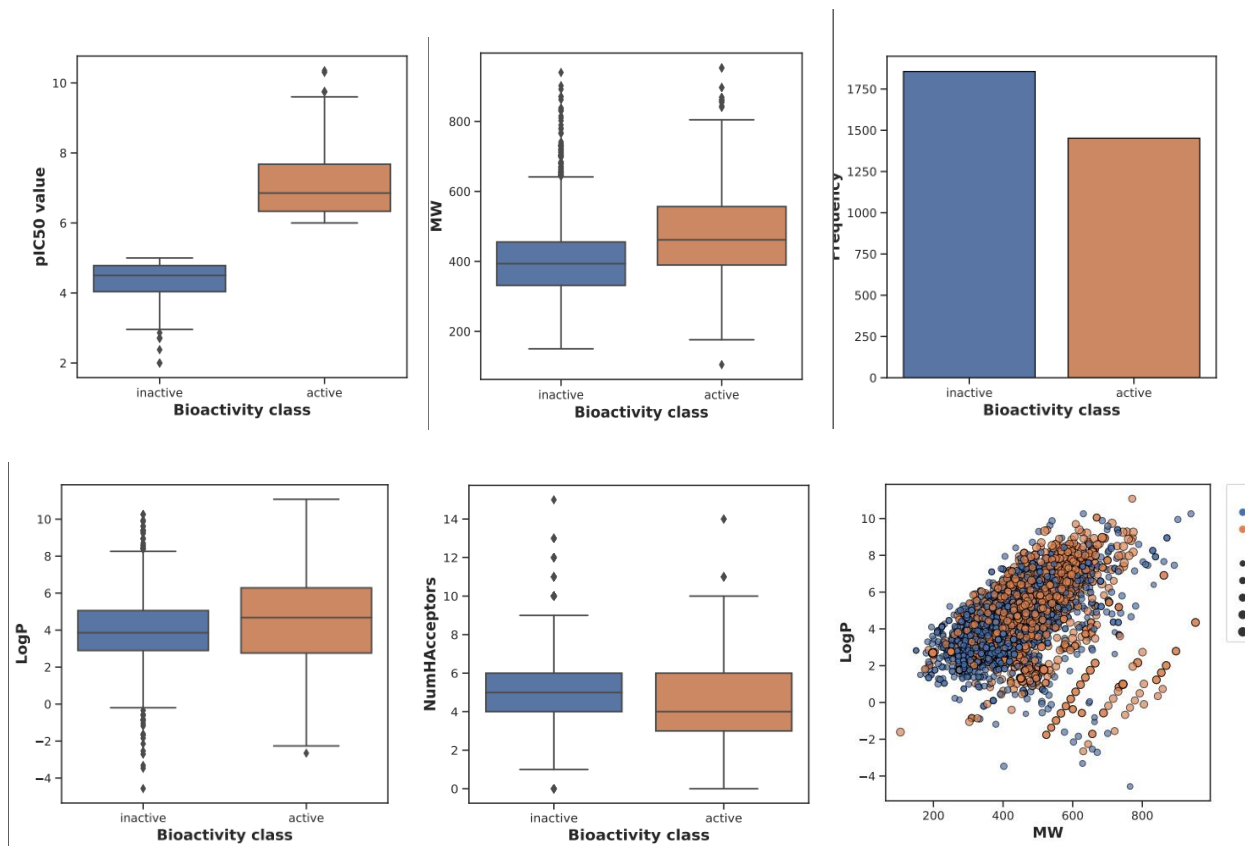 10
8
6
4
2
pIC50 value
inactive active
Bioactivity class
800
600
400
200
MW
inactive active
Bioactivity class
1750
1500
1250
1000
750
500
250
0
Frequency
inactive active
Bioactivity class
10
8
6
4
2
0
−2
−4
LogP
inactive active
Bioactivity class
14
12
10
8
6
4
2
0
NumHAcceptors
inactive active
Bioactivity class
10
8
6
4
2
0
−2
−4
LogP
200 400 600 800
MW